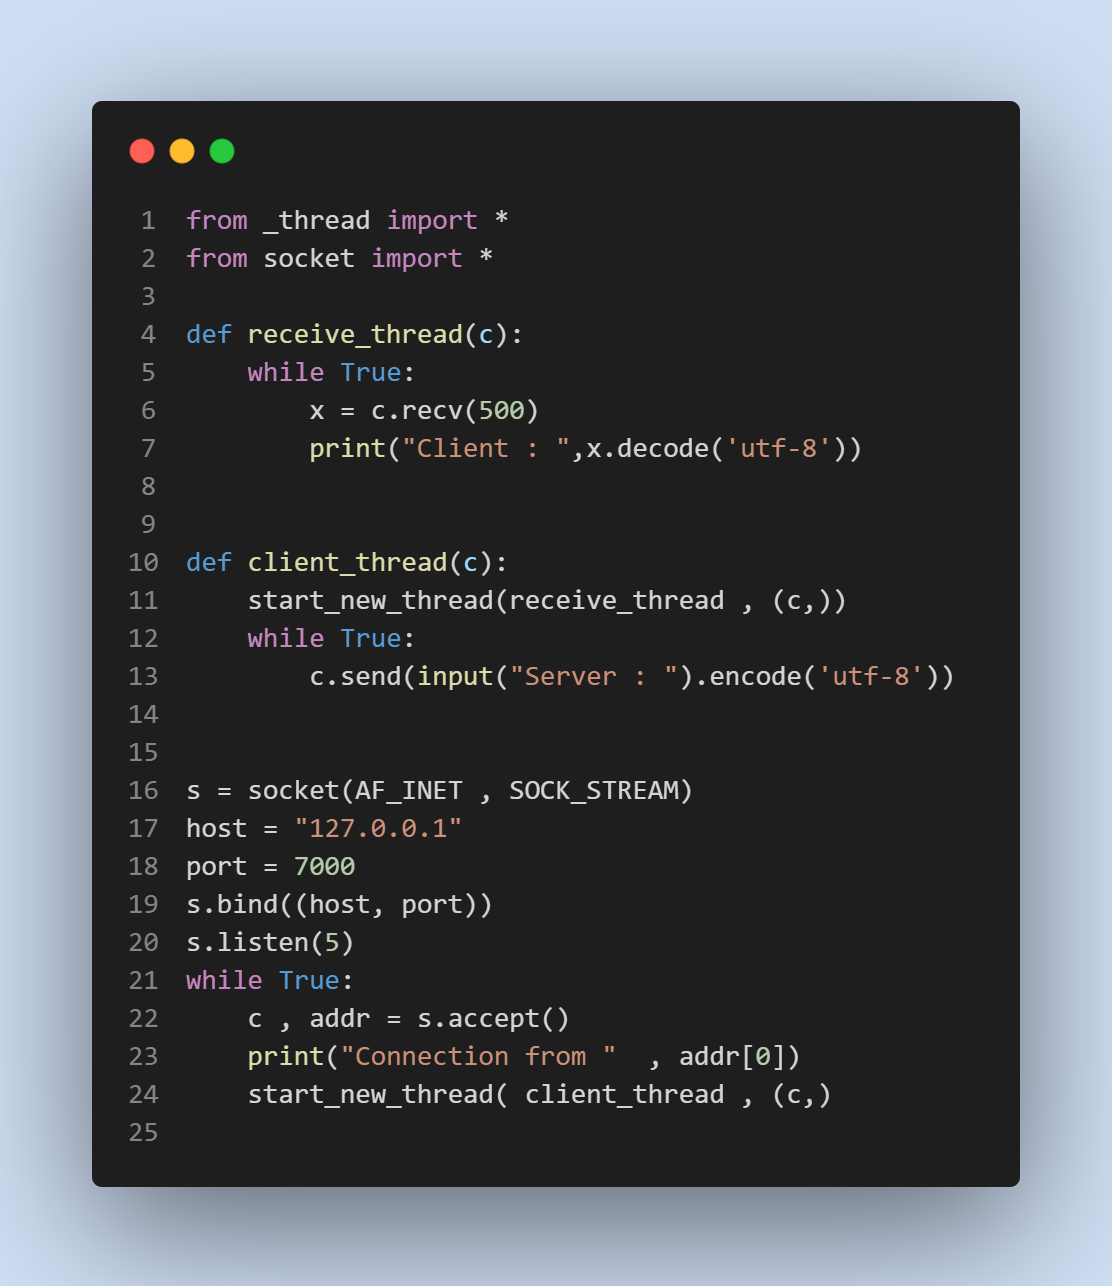 1 from _thread import *
2 from socket import *
3
4 def receive_thread(c):
5     while True:
6         x = c.recv(500)
7         print("Client : ",x.decode('utf-8'))
8
9
10 def client_thread(c):
11     start_new_thread(receive_thread , (c,))
12     while True:
13         c.send(input("Server : ").encode('utf-8'))
14
15
16 s = socket(AF_INET , SOCK_STREAM)
17 host = "127.0.0.1"
18 port = 7000
19 s.bind((host, port))
20 s.listen(5)
21 while True:
22     c , addr = s.accept()
23     print("Connection from "  , addr[0])
24     start_new_thread( client_thread , (c,)
25